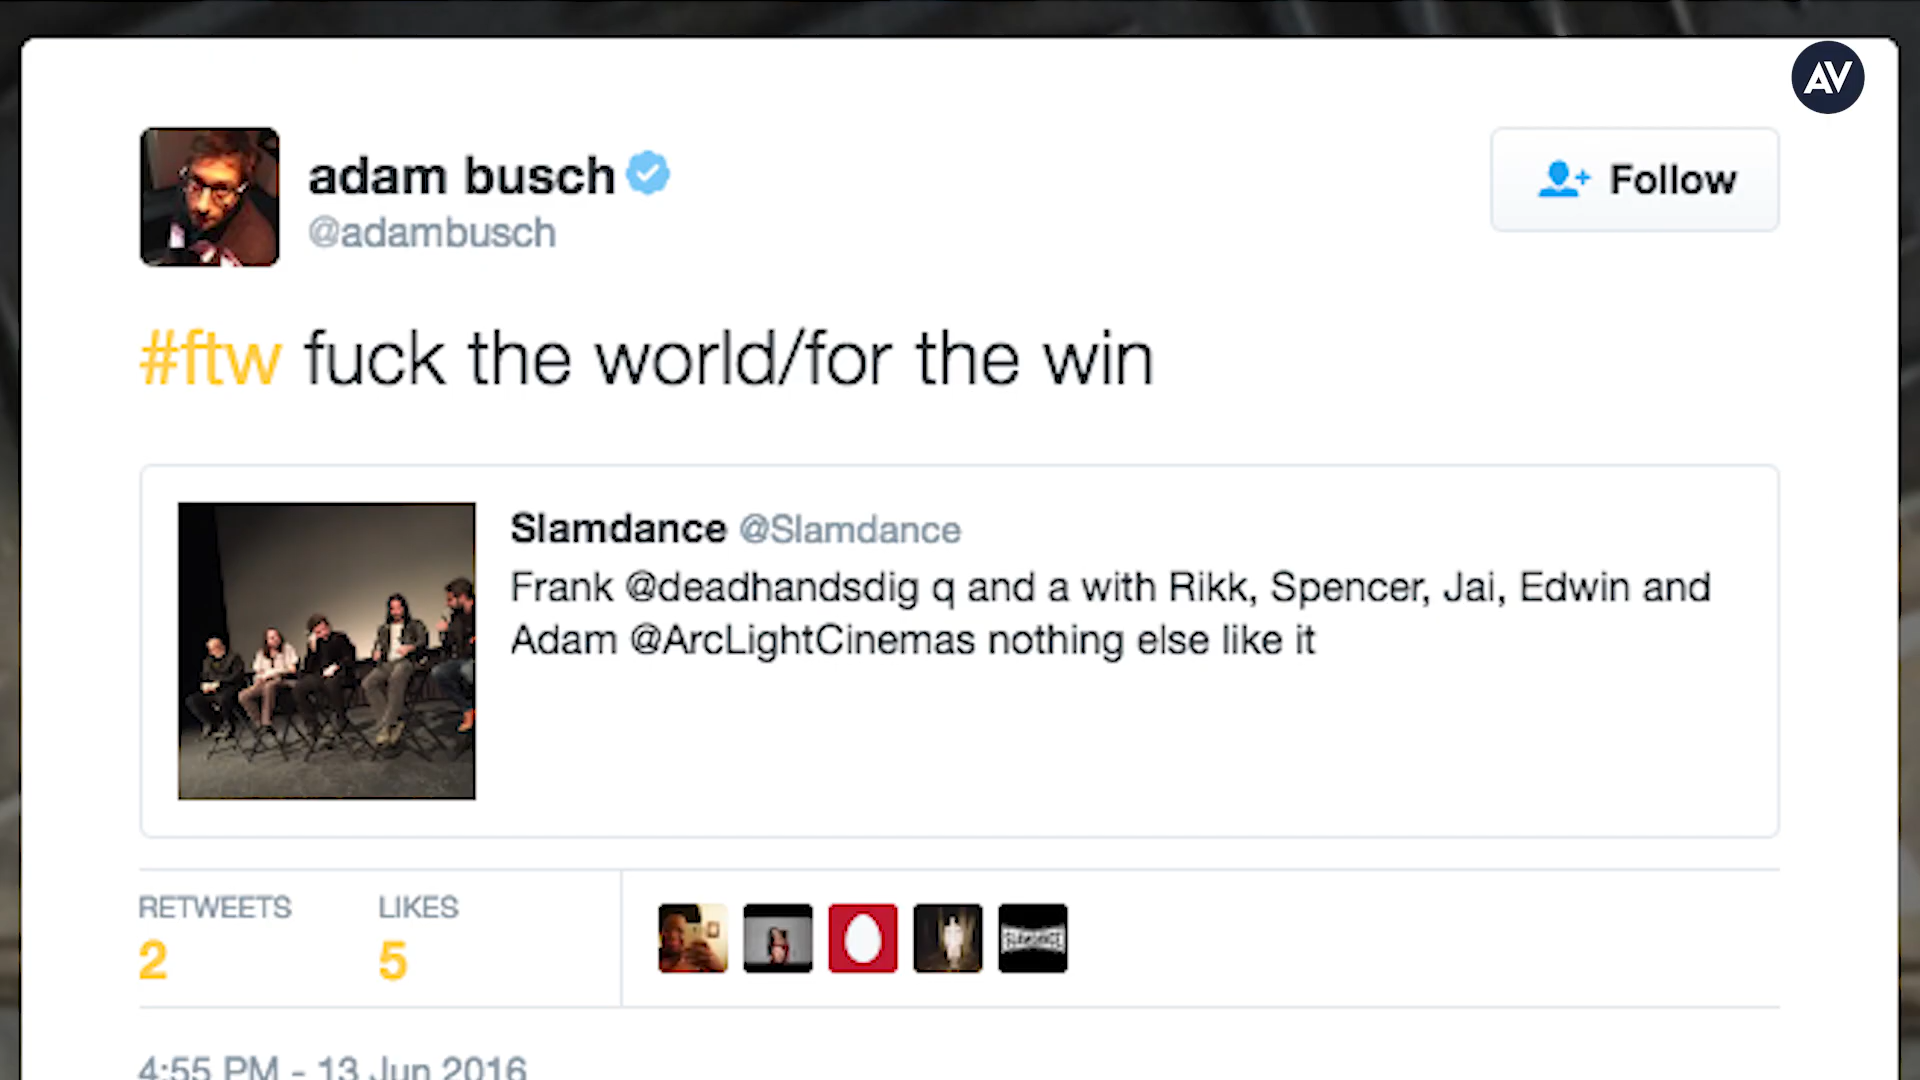 AV
adam busch
@adambusch
Follow
#ftw fuck the world/for the win
Slamdance @Slamdance
Frank @deadhandsdig q and a with Rikk, Spencer, Jai, Edwin and
Adam @ArcLightCinemas nothing else like it
RETWEETS
LIKES
2
5
4:55 PM - 13 Jun 2016